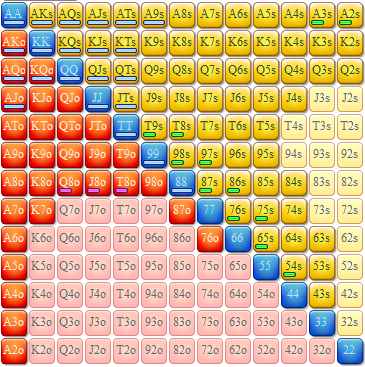 AA AKs AQs AJs ATs A9s A8s A7s A6s A5s A4s A3s A2s
AKo KK KQs KJs KTs K9s K8s K7s K6s K5s K4s K3s K2s
AQo KQo QQ QJs QTs Q9s Q8s Q7s Q6s Q5s Q4s Q3s Q2s
AJo KJo QJo JJ JTs J9s J8s J7s J6s J5s J4s J3s J2s
ATo KTo QTo JTo TT T9s T8s T7s T6s T5s T4s T3s T2s
A9o K9o Q9o J9o T9o 99 98s 97s 96s 95s 94s 93s 92s
A8o K8o Q8o J8o T8o 98o 88 87s 86s 85s 84s 83s 82s
A7o K7o Q7o J7o T7o 97o 87o 77 76s 75s 74s 73s 72s
A6o K6o Q6o J6o T6o 96o 86o 76o 66 65s 64s 63s 62s
A5o K5o Q5o J5o T5o 95o 85o 75o 65o 55 54s 53s 52s
A4o K4o Q4o J4o T4o 94o 84o 74o 64o 54o 44 43s 42s
A3o K3o Q3o J3o T3o 93o 83o 73o 63o 53o 43o 33 32s
A2o K2o Q2o J2o T2o 92o 82o 72o 62o 52o 42o 32o 22